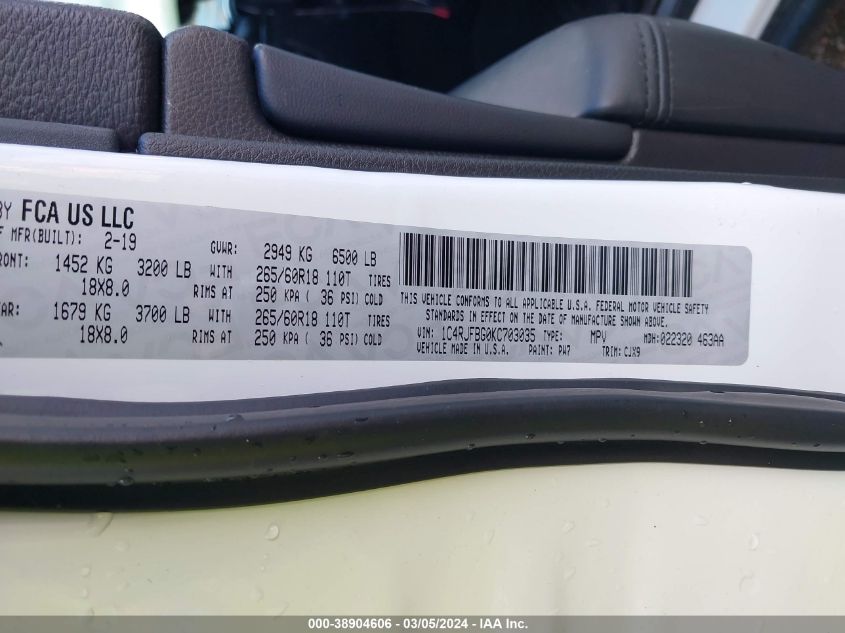 BY FCA US LLC
F MFR(BUILT): 2-19 GVWR: 2949 KG 6500 LB
FRONT: 1452 KG 3200 LB WITH 265/60R18 110T TIRES
18X8.0 RIMS AT 250 KPA ( 36 PSI) COLD
EAR: 1679 KG 3700 LB WITH 265/60R18 110T TIRES
18X8.0 RIMS AT 250 KPA ( 36 PSI) COLD
THIS VEHICLE CONFORMS TO ALL APPLICABLE U.S.A. FEDERAL MOTOR VEHICLE SAFETY
STANDARDS IN EFFECT ON THE DATE OF MANUFACTURE SHOWN ABOVE.
VIN: 1C4RJFBG0KC703035 TYPE: MPV MDH:022320 463AA
VEHICLE MADE IN U.S.A. PAINT: PW7 TRIM: CJX9
000-38904606 - 03/05/2024 - IAA Inc.